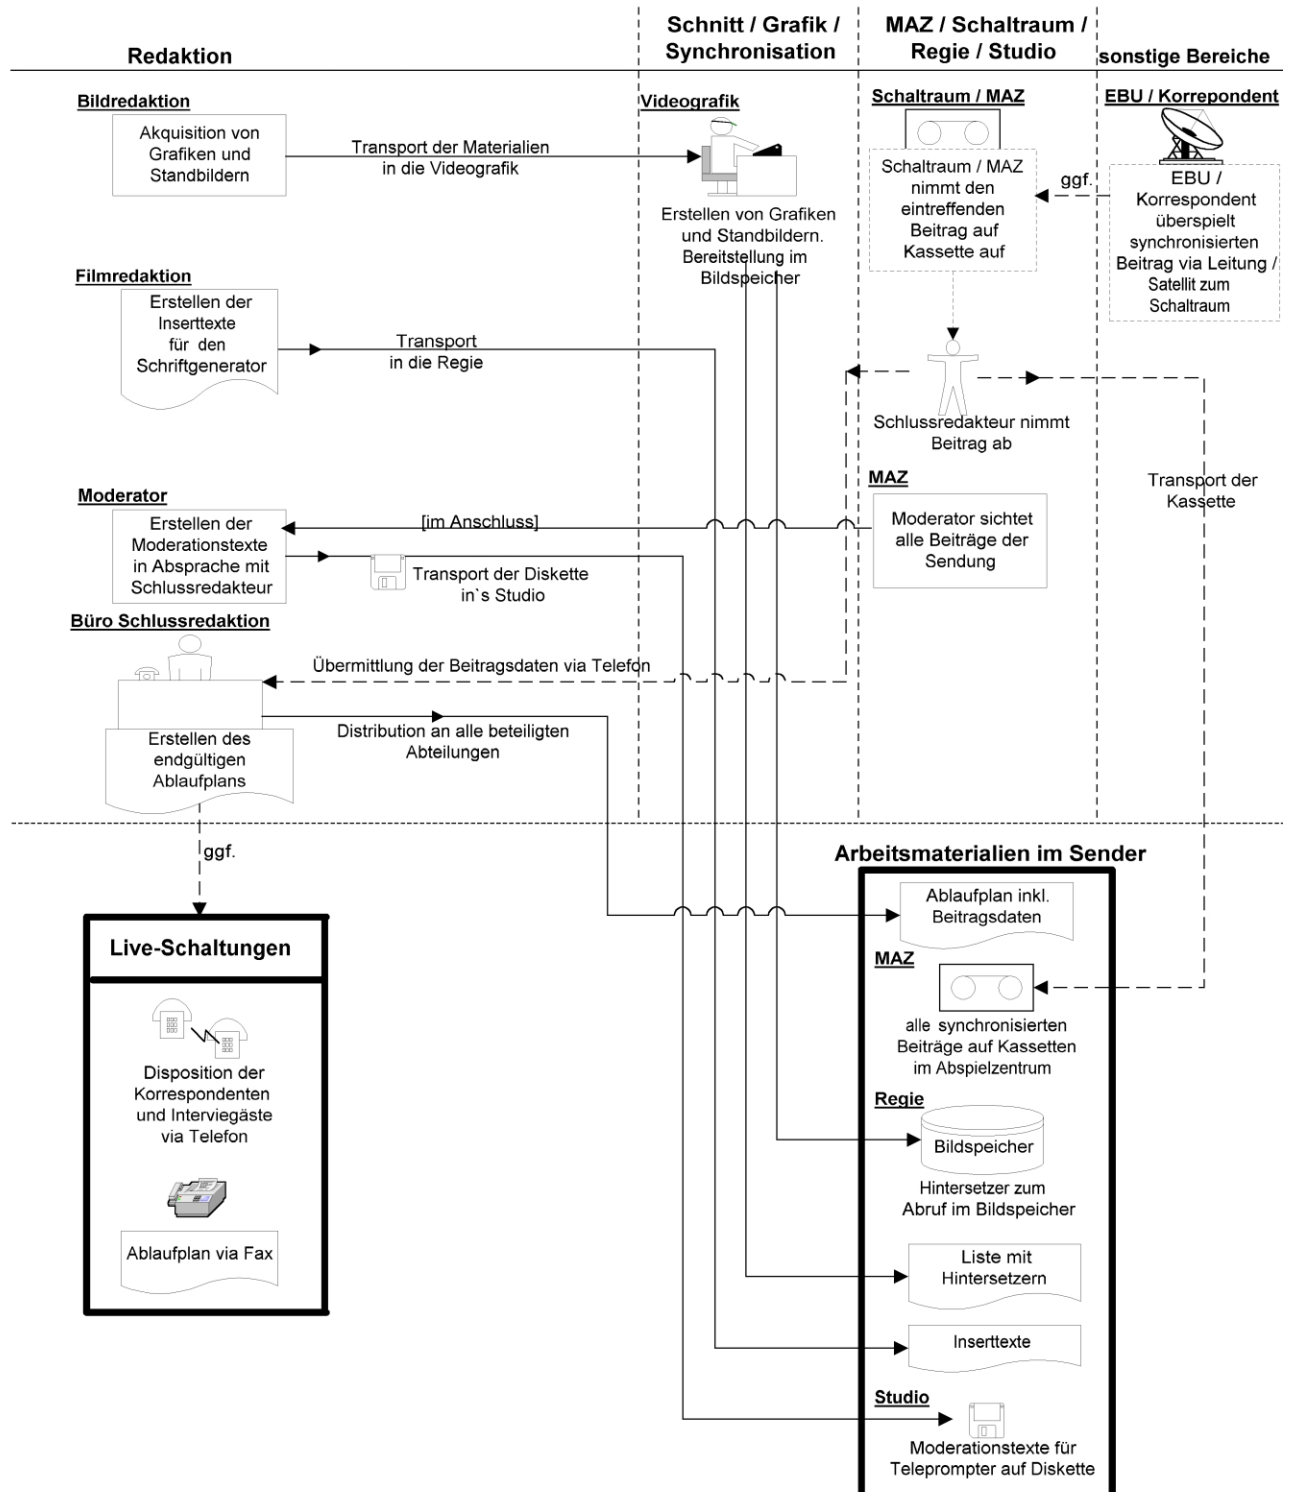 Redaktion
Schnitt / Grafik /
Synchronisation
MAZ / Schaltraum /
Regie / Studio
sonstige Bereiche
Bildredaktion
Akquisition von
Grafiken und
Standbildern
Transport der Materialien
in die Videografik
Videografik
Erstellen von Grafiken
und Standbildern.
Bereitstellung im
Bildspeicher
Schaltraum / MAZ
Schaltraum / MAZ
nimmt den
eintreffenden
Beitrag auf
Kassette auf
ggf.
EBU / Korrepondent
EBU /
Korrespondent
überspielt
synchronisierten
Beitrag via Leitung /
Satellit zum
Schaltraum
Filmredaktion
Erstellen der
Inserttexte
für den
Schriftgenerator
Transport
in die Regie
Schlussredakteur nimmt
Beitrag ab
Transport der
Kassette
Moderator
Erstellen der
Moderationstexte
in Absprache mit
Schlussredakteur
[im Anschluss]
MAZ
Moderator sichtet
alle Beiträge der
Sendung
Transport der Diskette
in`s Studio
Büro Schlussredaktion
Übermittlung der Beitragsdaten via Telefon
Erstellen des
endgültigen
Ablaufplans
Distribution an alle beteiligten
Abteilungen
ggf.
Live-Schaltungen
Disposition der
Korrespondenten
und Interviegäste
via Telefon
Ablaufplan via Fax
Arbeitsmaterialien im Sender
Ablaufplan inkl.
Beitragsdaten
MAZ
alle synchronisierten
Beiträge auf Kassetten
im Abspielzentrum
Regie
Bildspeicher
Hintersetzer zum
Abruf im Bildspeicher
Liste mit
Hintersetzern
Inserttexte
Studio
Moderationstexte für
Teleprompter auf Diskette